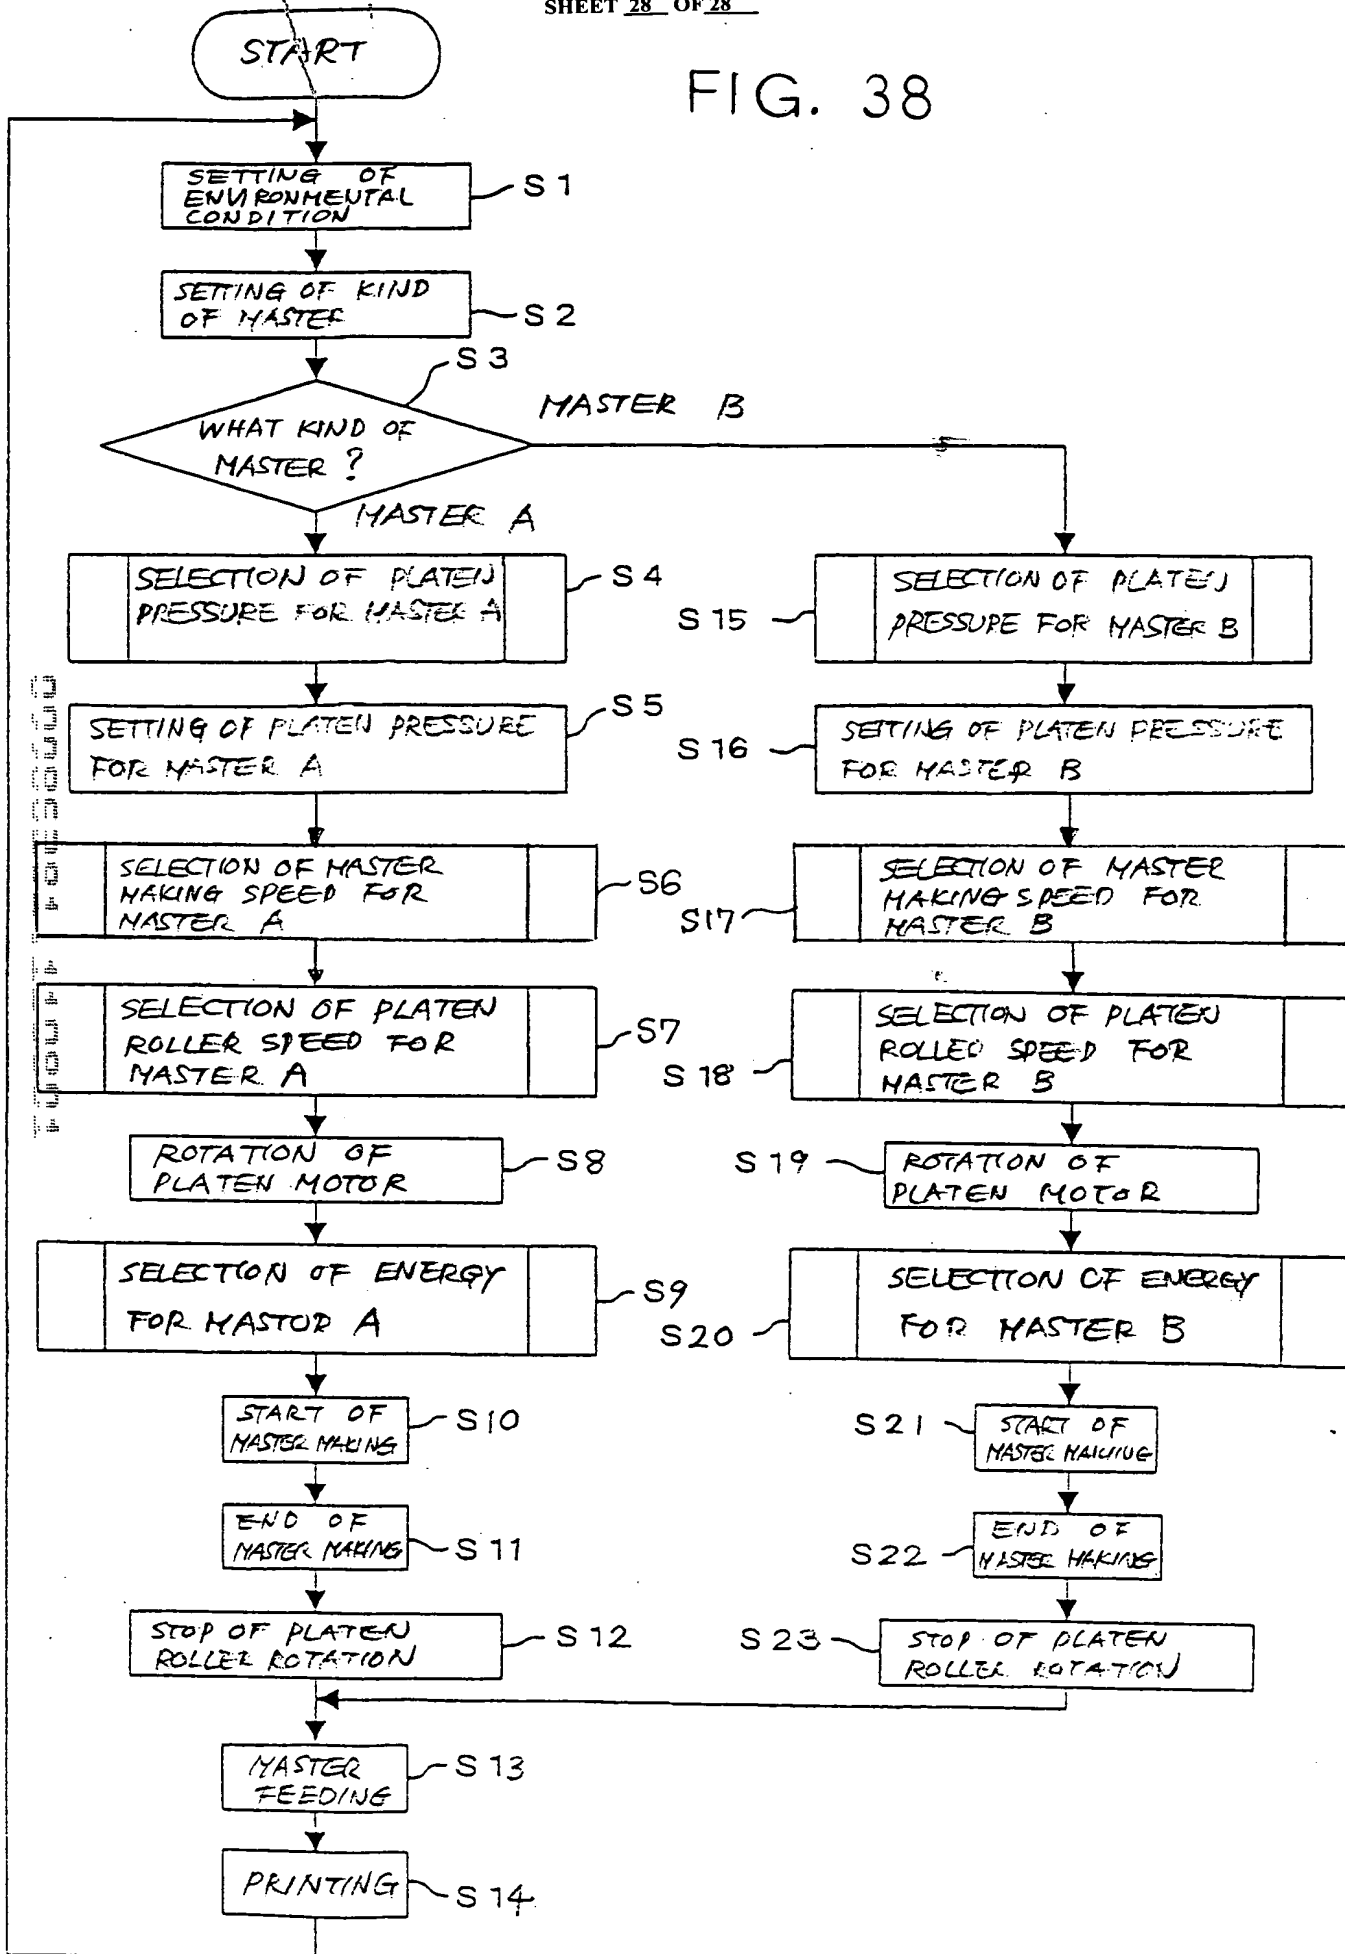 SHEET 28 OF 28
FIG. 38
START
SETTING OF
ENVIRONMENTAL
CONDITION
S1
SETTING OF KIND
OF MASTER
S2
S3
WHAT KIND OF
MASTER ?
MASTER B
MASTER A
SELECTION OF PLATEN
PRESSURE FOR MASTER A
S4
SETTING OF PLATEN PRESSURE
FOR MASTER A
S5
SELECTION OF MASTER
MAKING SPEED FOR
MASTER A
S6
SELECTION OF PLATEN
ROLLER SPEED FOR
MASTER A
S7
ROTATION OF
PLATEN MOTOR
S8
SELECTION OF ENERGY
FOR MASTOR A
S9
START OF
MASTER MAKING
S10
END OF
MASTER MAKING
S11
STOP OF PLATEN
ROLLER ROTATION
S12
MASTER
FEEDING
S13
PRINTING
S14
S15
SELECTION OF PLATEN
PRESSURE FOR MASTER B
S16
SETTING OF PLATEN PRESSURE
FOR MASTER B
S17
SELECTION OF MASTER
MAKING SPEED FOR
MASTER B
S18
SELECTION OF PLATEN
ROLLED SPEED FOR
MASTER B
S19
ROTATION OF
PLATEN MOTOR
S20
SELECTION OF ENERGY
FOR MASTER B
S21
START OF
MASTER MAKING
S22
END OF
MASTER MAKING
S23
STOP OF PLATEN
ROLLER ROTATION